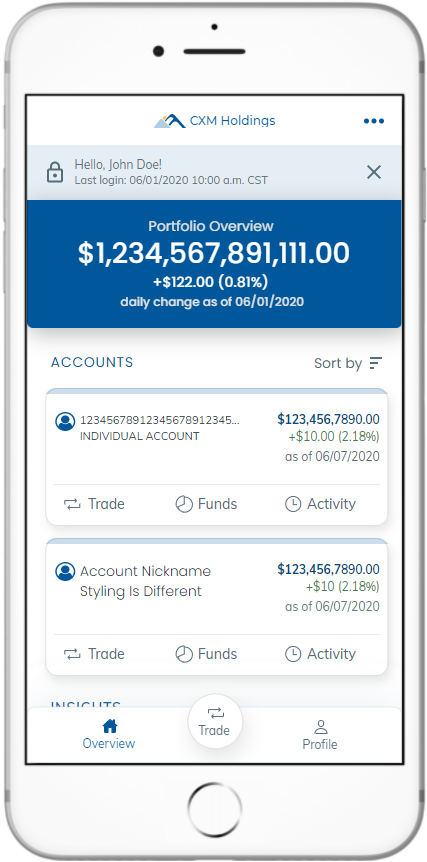 CXM Holdings
Hello, John Doe!
Last login: 06/01/2020 10:00 a.m. CST
Portfolio Overview
$1,234,567,891,111.00
+$122.00 (0.81%)
daily change as of 06/01/2020
ACCOUNTS
Sort by
12345678912345678912345...
INDIVIDUAL ACCOUNT
$123,456,7890.00
+$10.00 (2.18%)
as of 06/07/2020
Trade
Funds
Activity
Account Nickname
Styling Is Different
$123,456,7890.00
+$10 (2.18%)
as of 06/07/2020
Trade
Funds
Activity
INSIGHTS
Overview
Trade
Profile